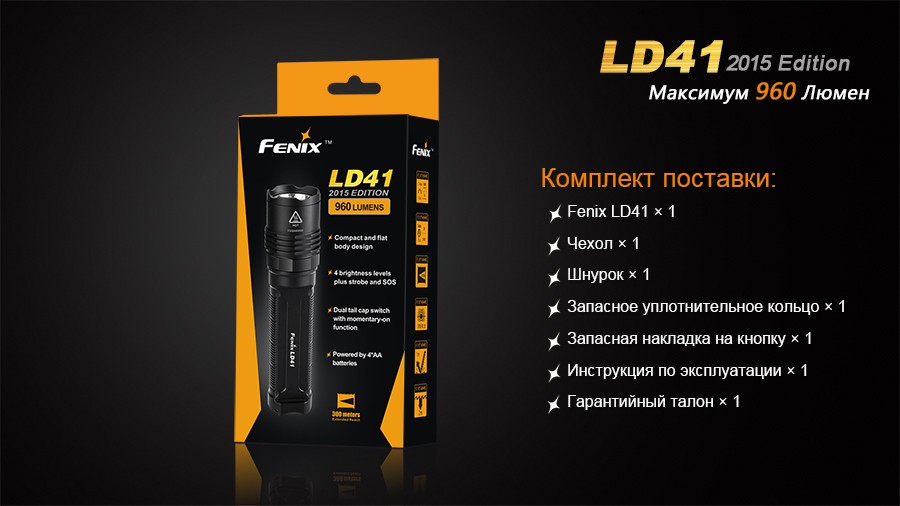 LD41 2015 Edition
Максимум 960 Люмен
FENIX™
FENIX
LD41
2015 EDITION
960 LUMENS
Compact and flat
body design
4 brightness levels
plus strobe and SOS
Dual tail cap switch
with momentary-on
function
Powered by 4*AA
batteries
Fenix LD41
300 meters
Комплект поставки:
Fenix LD41 × 1
Чехол × 1
Шнурок × 1
Запасное уплотнительное кольцо × 1
Запасная накладка на кнопку × 1
Инструкция по эксплуатации × 1
Гарантийный талон × 1